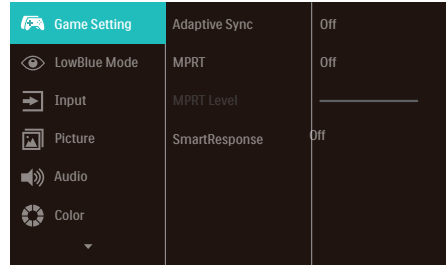 Game Setting
Adaptive Sync
Off
LowBlue Mode
MPRT
Off
Input
MPRT Level
Picture
SmartResponse
Off
Audio
Color